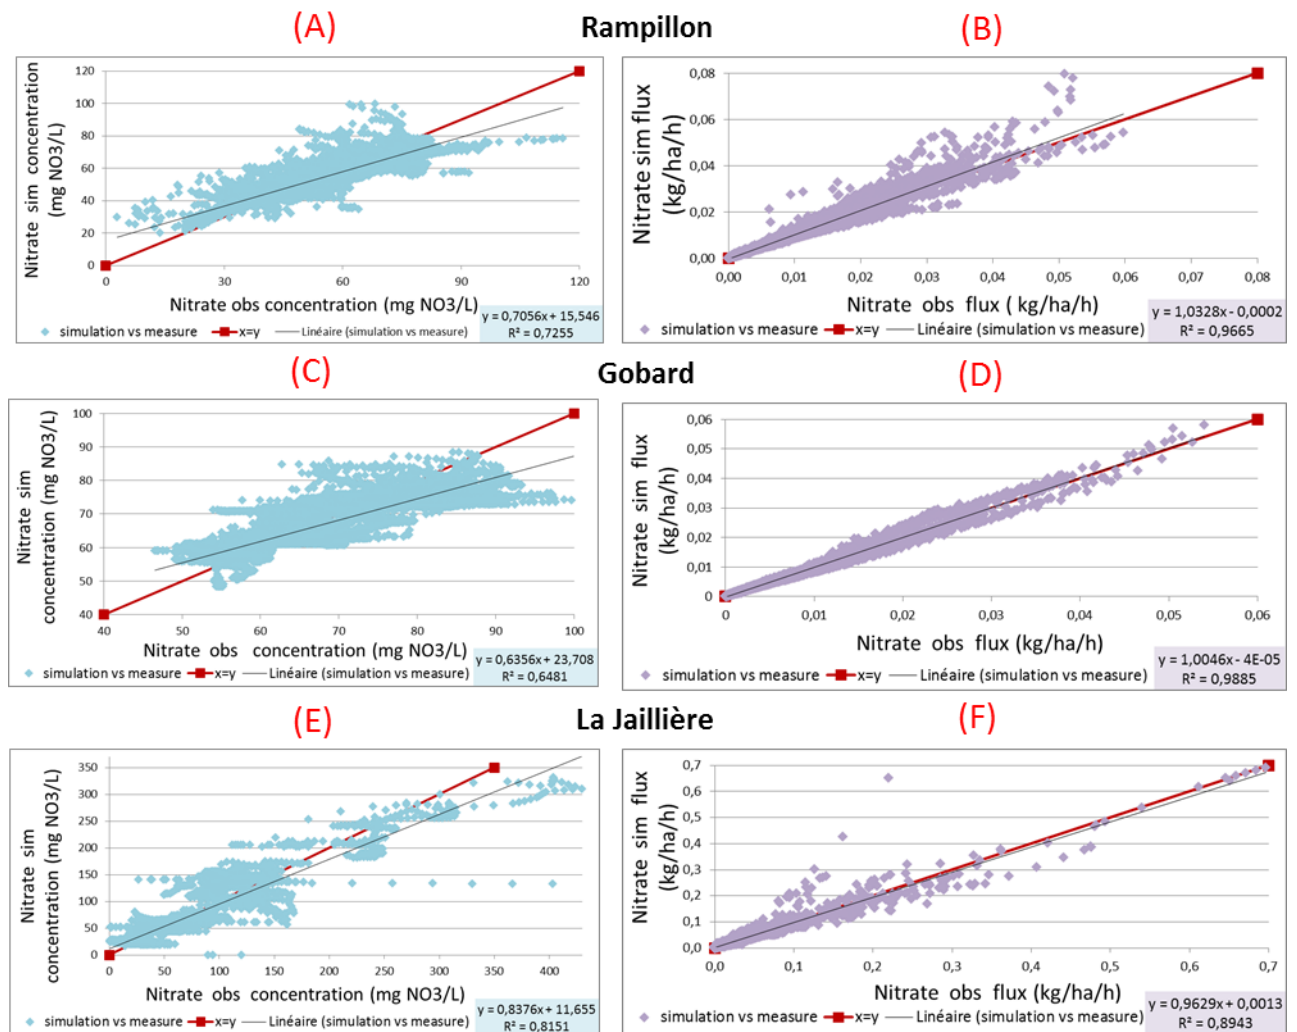 (A) Rampillon (B)
Nitrate sim concentration
(mg NO3/L)
120
100
80
60
40
20
0
0 30 60 90 120
Nitrate obs concentration (mg NO3/L)
simulation vs measure x=y Linéaire (simulation vs measure)
y = 0,7056x + 15,546
R² = 0,7255
Nitrate sim flux
(kg/ha/h)
0,08
0,06
0,04
0,02
0,00
0,00 0,01 0,02 0,03 0,04 0,05 0,06 0,07 0,08
Nitrate obs flux ( kg/ha/h)
simulation vs measure x=y Linéaire (simulation vs measure)
y = 1,0328x - 0,0002
R² = 0,9665
(C) Gobard (D)
Nitrate sim
concentration (mg NO3/L)
100
90
80
70
60
50
40
40 50 60 70 80 90 100
Nitrate obs concentration (mg NO3/L)
simulation vs measure x=y Linéaire (simulation vs measure)
y = 0,6356x + 23,708
R² = 0,6481
Nitrate sim flux
(kg/ha/h)
0,06
0,05
0,04
0,03
0,02
0,01
0
0 0,01 0,02 0,03 0,04 0,05 0,06
Nitrate obs flux (kg/ha/h)
simulation vs measure x=y Linéaire (simulation vs measure)
y = 1,0046x - 4E-05
R² = 0,9885
(E) La Jaillière (F)
Nitrate sim
concentration (mg NO3/L)
350
300
250
200
150
100
50
0
0 50 100 150 200 250 300 350 400
Nitrate obs concentration (mg NO3/L)
simulation vs measure x=y Linéaire (simulation vs measure)
y = 0,8376x + 11,655
R² = 0,8151
Nitrate sim flux
(kg/ha/h)
0,7
0,6
0,5
0,4
0,3
0,2
0,1
0,0
0,0 0,1 0,2 0,3 0,4 0,5 0,6 0,7
Nitrate obs flux (kg/ha/h)
simulation vs measure x=y Linéaire (simulation vs measure)
y = 0,9629x + 0,0013
R² = 0,8943